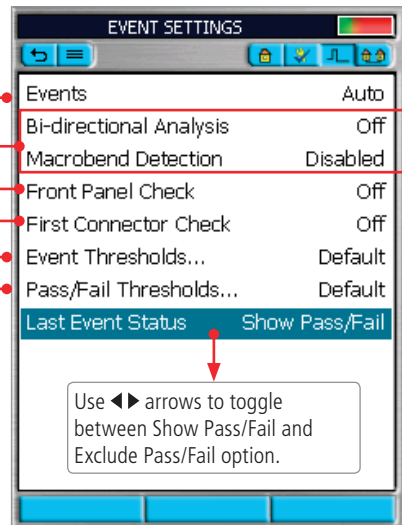 EVENT SETTINGS
Events Auto
Bi-directional Analysis Off
Macrobend Detection Disabled
Front Panel Check Off
First Connector Check Off
Event Thresholds... Default
Pass/Fail Thresholds... Default
Last Event Status Show Pass/Fail
Use ◀▶ arrows to toggle
between Show Pass/Fail and
Exclude Pass/Fail option.